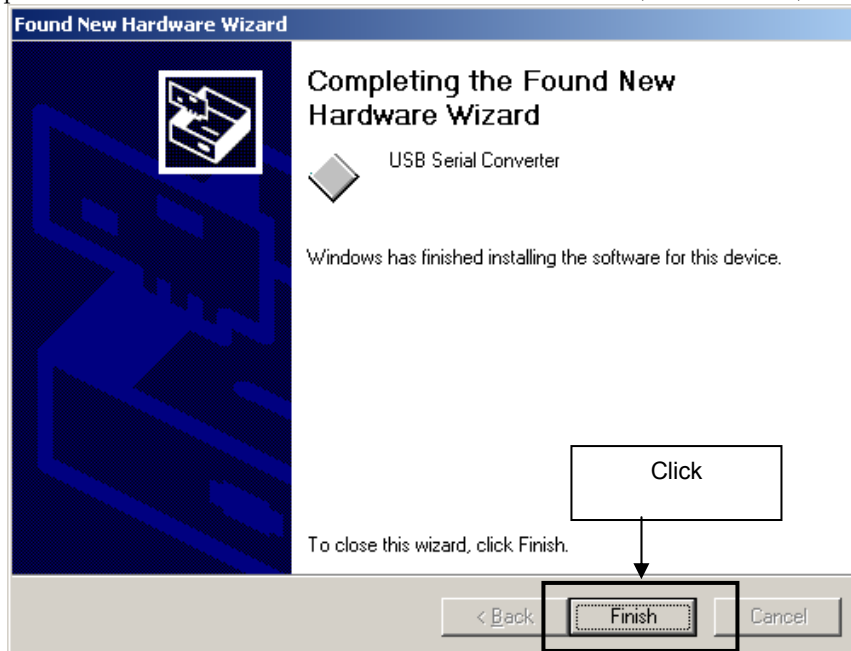 Found New Hardware Wizard
Completing the Found New
Hardware Wizard
USB Serial Converter
Windows has finished installing the software for this device.
Click
To close this wizard, click Finish.
< Back
Finish
Cancel